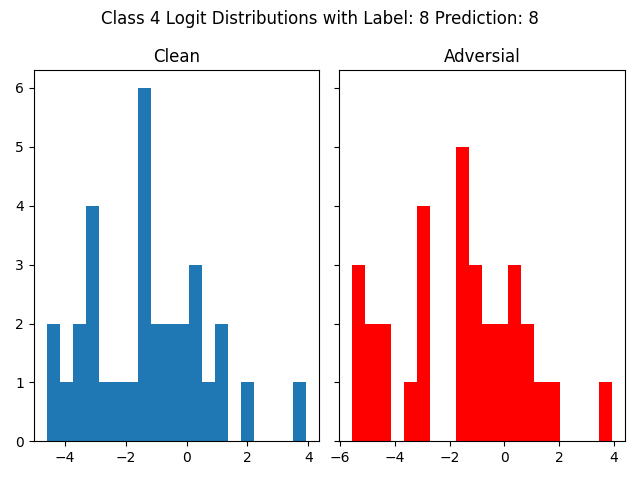 Class 4 Logit Distributions with Label: 8 Prediction: 8
Clean
Adversial
6
5
4
3
2
1
0
−4 −2 0 2 4
−6 −4 −2 0 2 4